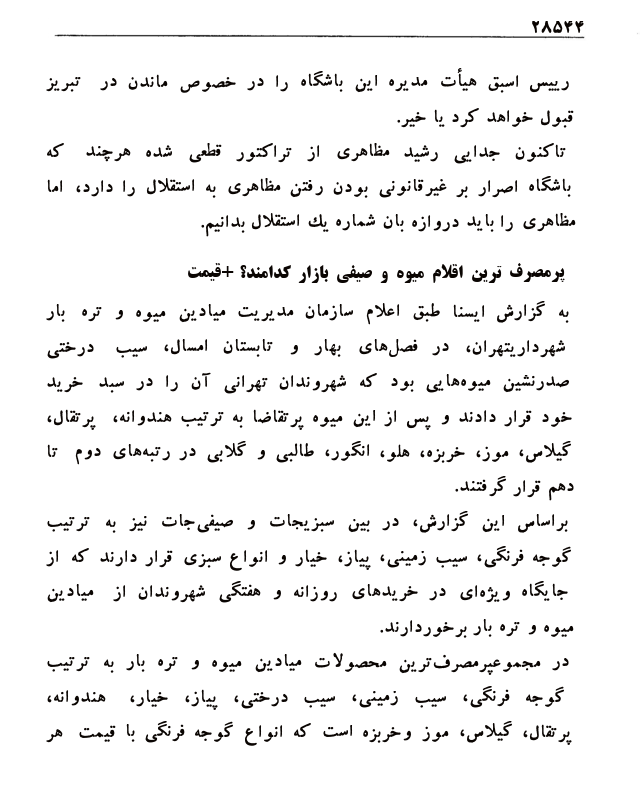 ۲۸۵۴۴
رییس اسبق هیأت مدیره این باشگاه را در خصوص ماندن در تبریز
قبول خواهد کرد یا خیر.
تاکنون جدایی رشید مظاهری از تراکتور قطعی شده هرچند که
باشگاه اصرار بر غیرقانونی بودن رفتن مظاهری به استقلال را دارد، اما
مظاهری را باید دروازه بان شماره یك استقلال بدانیم.
پرمصرف ترین اقلام میوه و صیفی بازار کدامند؟ +قیمت
به گزارش ایسنا طبق اعلام سازمان مدیریت میادین میوه و تره بار
شهرداریتهران، در فصل‌های بهار و تابستان امسال، سیب درختی
صدرنشین میوه‌هایی بود که شهروندان تهرانی آن را در سبد خرید
خود قرار دادند و پس از این میوه پرتقاضا به ترتیب هندوانه، پرتقال،
گیلاس، موز، خربزه، هلو، انگور، طالبی و گلابی در رتبه‌های دوم تا
دهم قرار گرفتند.
براساس این گزارش، در بین سبزیجات و صیفی‌جات نیز به ترتیب
گوجه فرنگی، سیب زمینی، پیاز، خیار و انواع سبزی قرار دارند که از
جایگاه ویژه‌ای در خریدهای روزانه و هفتگی شهروندان از میادین
میوه و تره بار برخوردارند.
در مجموعپرمصرف‌ترین محصولات میادین میوه و تره بار به ترتیب
گوجه فرنگی، سیب زمینی، سیب درختی، پیاز، خیار، هندوانه،
پرتقال، گیلاس، موز وخربزه است که انواع گوجه فرنگی با قیمت هر